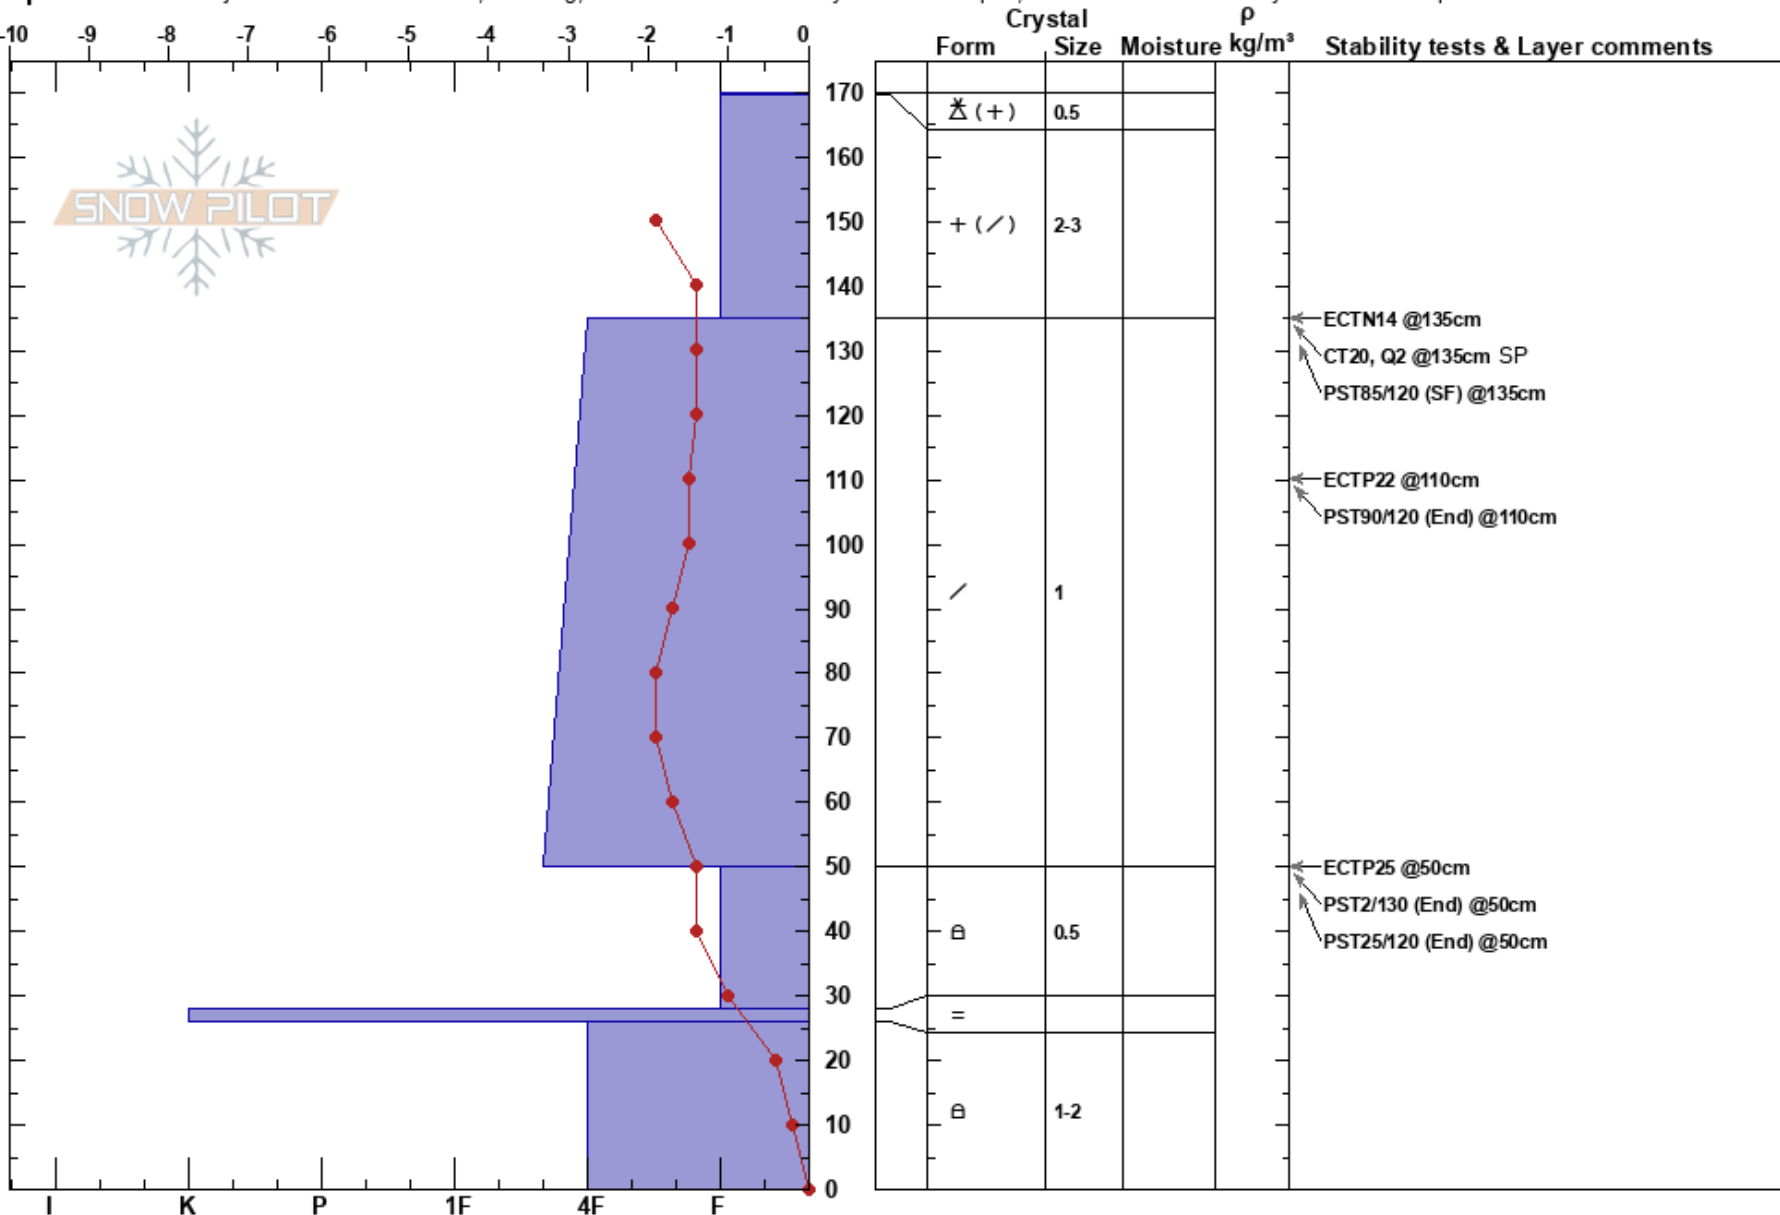 -10 -9 -8 -7 -6 -5 -4 -3 -2 -1 0
Crystal
Form Size Moisture ρ kg/m³ Stability tests & Layer comments
SNOW PILOT
170
160
150
140
130
120
110
100
90
80
70
60
50
40
30
20
10
0
I K P 1F 4F F
(+) 0.5
+ (∕) 2-3
∕ 1
0.5
=
1-2
ECTN14 @135cm
CT20, Q2 @135cm SP
PST85/120 (SF) @135cm
ECTP22 @110cm
PST90/120 (End) @110cm
ECTP25 @50cm
PST2/130 (End) @50cm
PST25/120 (End) @50cm